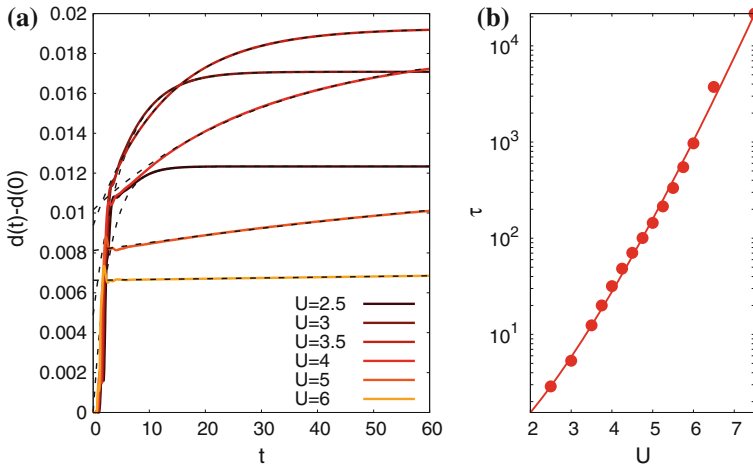 (a)
d(t)-d(0)
0.02
0.018
0.016
0.014
0.012
0.01
0.008
0.006
0.004
0.002
0
0 10 20 30 40 50 60
t
U=2.5
U=3
U=3.5
U=4
U=5
U=6
(b)
τ
10^4
10^3
10^2
10^1
2 3 4 5 6 7
U